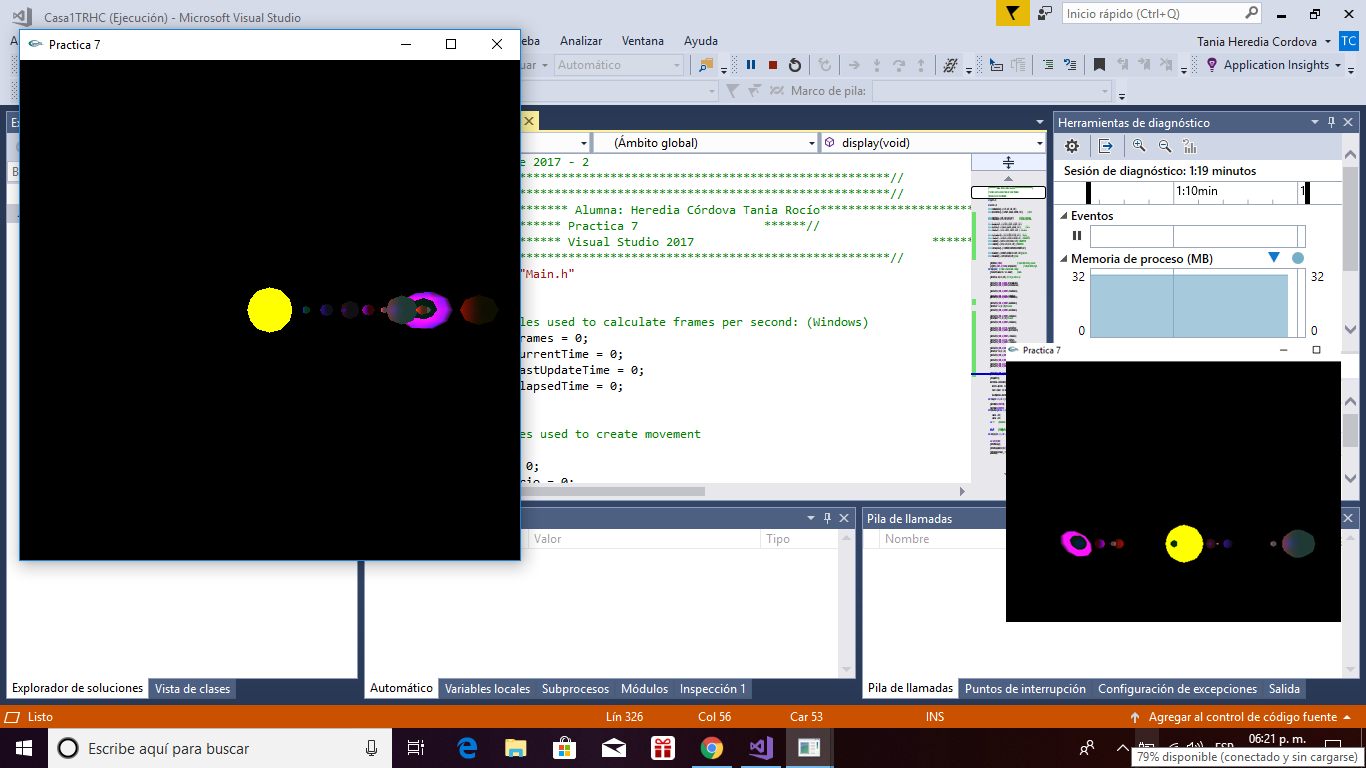 Casa1TRHC (Ejecución) - Microsoft Visual Studio
Inicio rápido (Ctrl+Q)
Practica 7
Analizar Ventana Ayuda
Tania Heredia Cordova TC
Automático
Application Insights
Marco de pila:
(Ámbito global)
display(void)
e 2017 - 2
****************************************************//
****************************************************//
******* Alumna: Heredia Córdova Tania Rocío**********************
****** Practica 7 ******//
****** Visual Studio 2017 ******
****************************************************//
"Main.h"
les used to calculate frames per second: (Windows)
rames = 0;
urrentTime = 0;
astUpdateTime = 0;
lapsedTime = 0;
es used to create movement
0;
cio = 0;
Herramientas de diagnóstico
Sesión de diagnóstico: 1:19 minutos
1:10min
Eventos
Memoria de proceso (MB)
32 32
0 0
Practica 7
Valor Tipo
Pila de llamadas
Nombre
Explorador de soluciones Vista de clases
Automático Variables locales Subprocesos Módulos Inspección 1
Pila de llamadas Puntos de interrupción Configuración de excepciones Salida
Listo Lín 326 Col 56 Car 53 INS Agregar al control de código fuente
Escribe aquí para buscar
ESP 06:21 p. m.
79% disponible (conectado y sin cargarse)